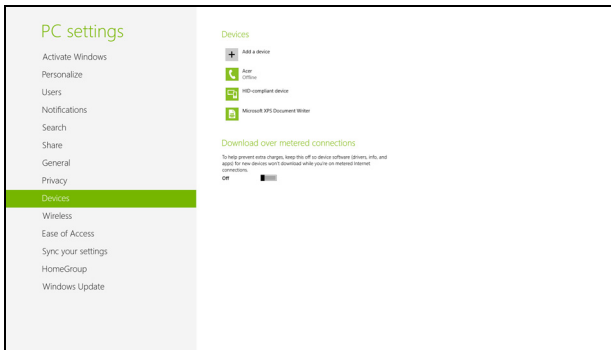 PC settings
Activate Windows
Personalize
Users
Notifications
Search
Share
General
Privacy
Devices
Wireless
Ease of Access
Sync your settings
HomeGroup
Windows Update
Devices
Add a device
Acer
Offline
HID-compliant device
Microsoft XPS Document Writer
Download over metered connections
To help prevent extra charges, keep this off so device software (drivers, info, and
apps) for new devices won't download while you're on metered Internet
connections.
Off